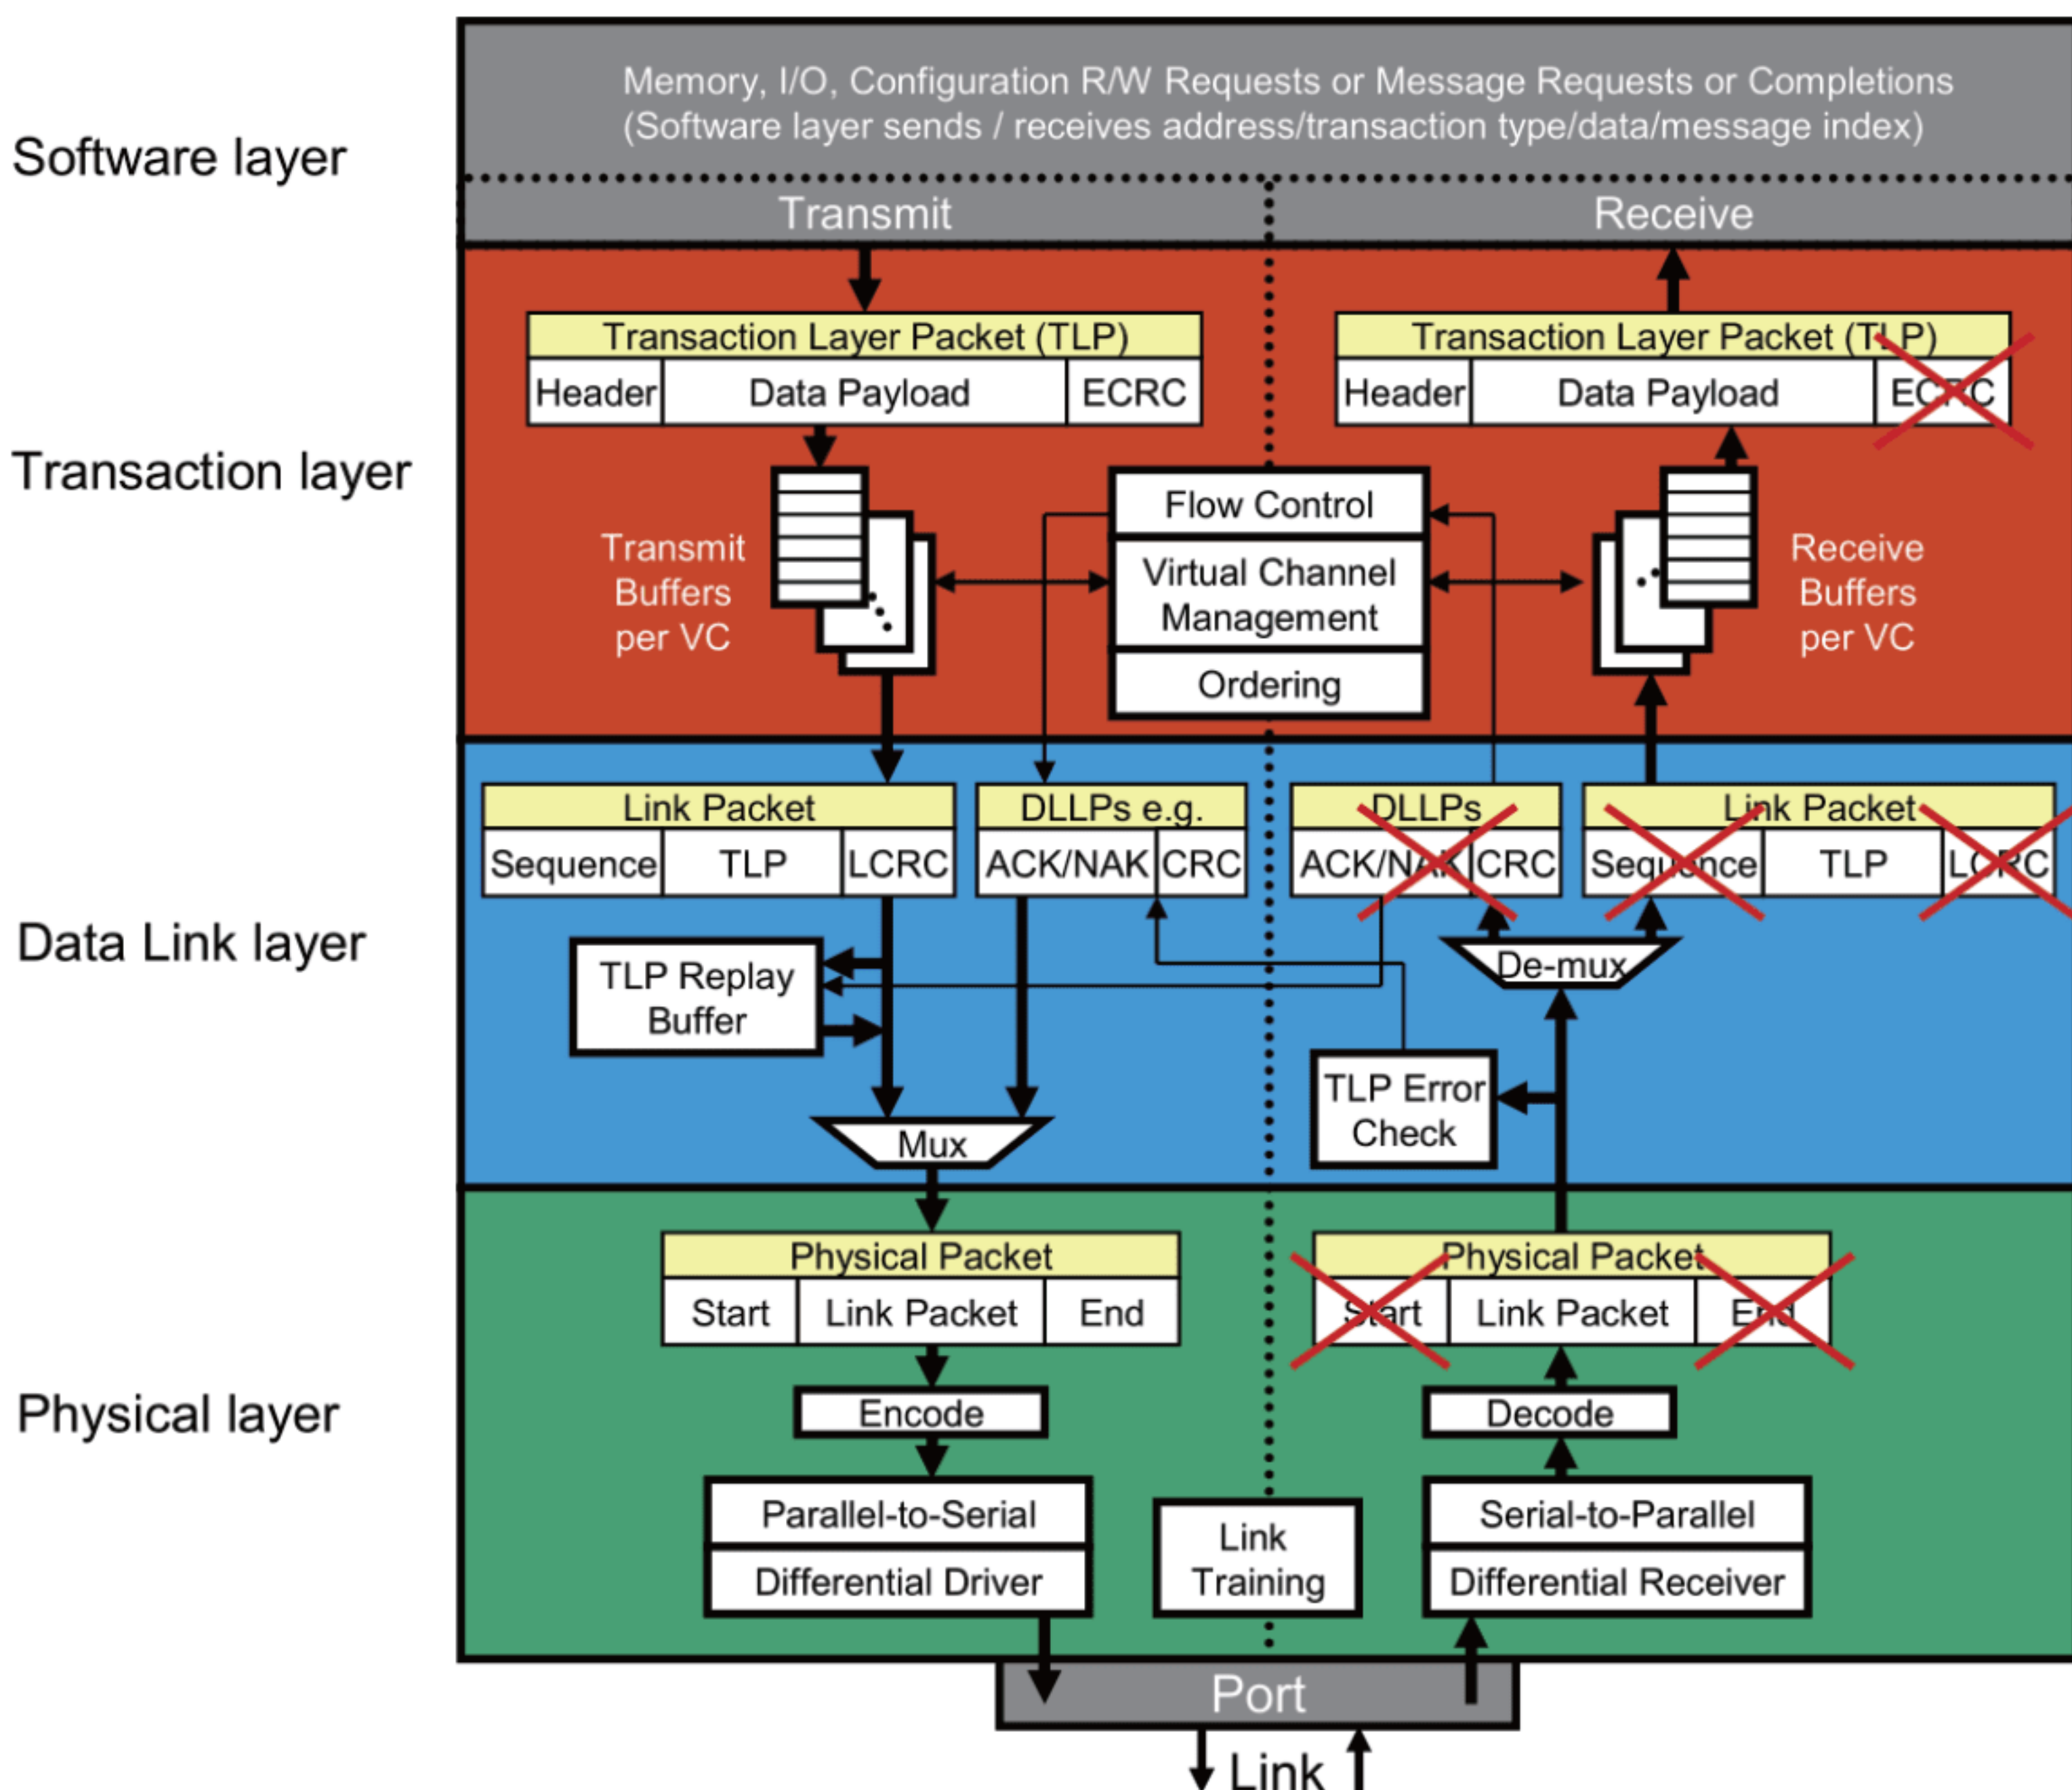 Memory, I/O, Configuration R/W Requests or Message Requests or Completions
(Software layer sends / receives address/transaction type/data/message index)
Software layer
Transmit
Receive
Transaction Layer Packet (TLP)
Header
Data Payload
ECRC
Transaction Layer Packet (TLP)
Header
Data Payload
ECRC
Transaction layer
Transmit
Buffers
per VC
Flow Control
Virtual Channel
Management
Ordering
Receive
Buffers
per VC
Link Packet
Sequence
TLP
LCRC
DLLPs e.g.
ACK/NAK
CRC
DLLPs
ACK/NAK
CRC
Link Packet
Sequence
TLP
LCRC
Data Link layer
TLP Replay
Buffer
De-mux
TLP Error
Check
Mux
Physical Packet
Start
Link Packet
End
Physical Packet
Start
Link Packet
End
Physical layer
Encode
Decode
Parallel-to-Serial
Differential Driver
Link
Training
Serial-to-Parallel
Differential Receiver
Port
Link